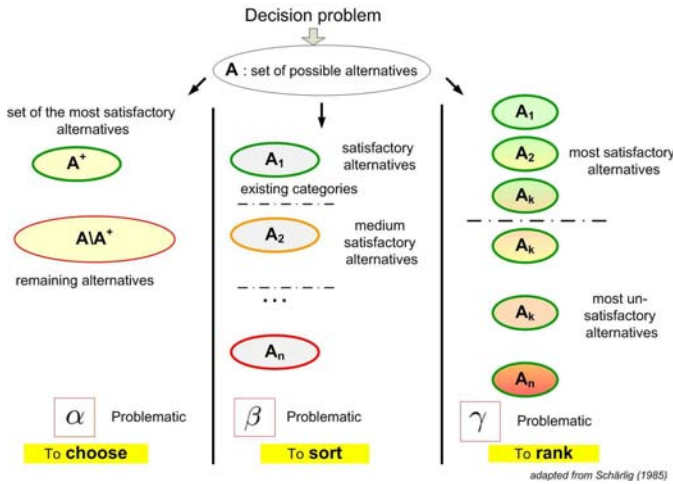 Decision problem
A : set of possible alternatives
set of the most satisfactory
alternatives
A+
A\A+
remaining alternatives
α Problematic
To choose
A1
satisfactory
alternatives
existing categories
A2
medium
satisfactory
alternatives
...
An
β Problematic
To sort
A1
A2
most satisfactory
alternatives
Ak
Ak
Ak
most un-
satisfactory
alternatives
An
γ Problematic
To rank
adapted from Schärlig (1985)